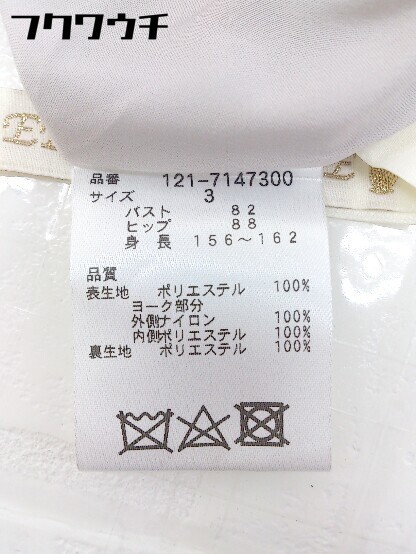 フクワウチ
品番 121-7147300
サイズ 3
バスト 82
ヒップ 88
身長 156～162
品質
表生地 ポリエステル 100%
ヨーク部分
外側ナイロン 100%
内側ポリエステル 100%
裏生地 ポリエステル 100%